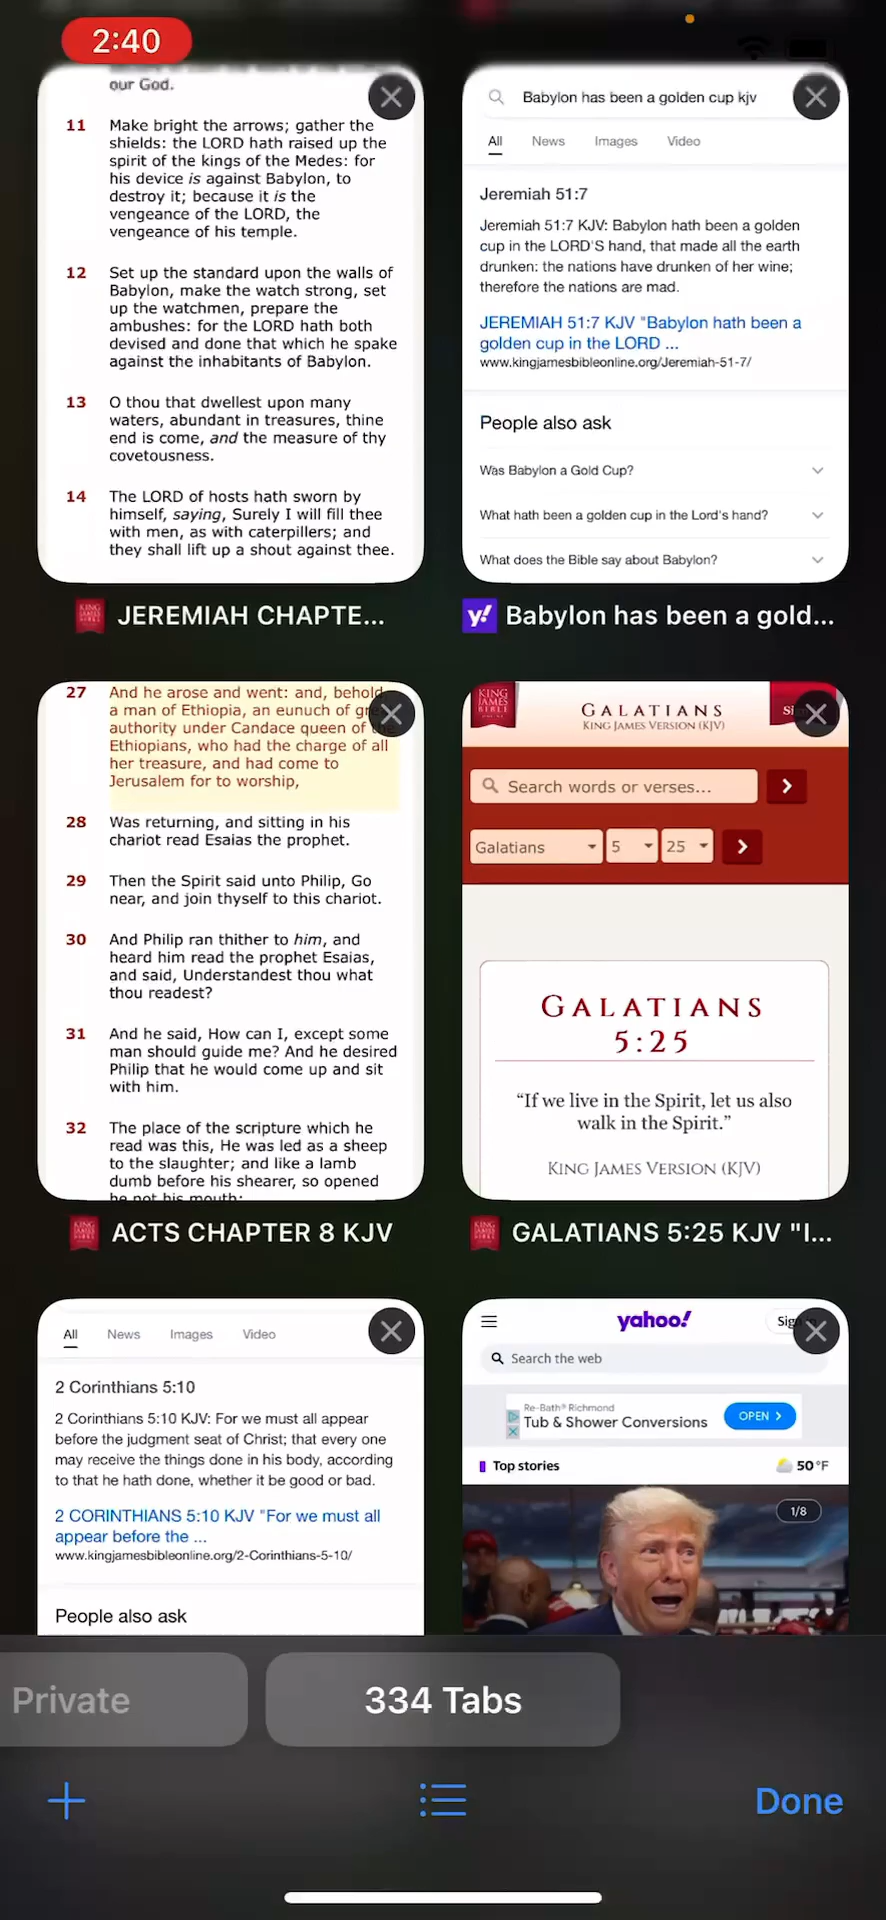 2:40
our God.
11 Make bright the arrows; gather the
shields: the LORD hath raised up the
spirit of the kings of the Medes: for
his device is against Babylon, to
destroy it; because it is the
vengeance of the LORD, the
vengeance of his temple.
12 Set up the standard upon the walls of
Babylon, make the watch strong, set
up the watchmen, prepare the
ambushes: for the LORD hath both
devised and done that which he spake
against the inhabitants of Babylon.
13 O thou that dwellest upon many
waters, abundant in treasures, thine
end is come, and the measure of thy
covetousness.
14 The LORD of hosts hath sworn by
himself, saying, Surely I will fill thee
with men, as with caterpillers; and
they shall lift up a shout against thee.
JEREMIAH CHAPTE...
Babylon has been a golden cup kjv
All News Images Video
Jeremiah 51:7
Jeremiah 51:7 KJV: Babylon hath been a golden
cup in the LORD'S hand, that made all the earth
drunken: the nations have drunken of her wine;
therefore the nations are mad.
JEREMIAH 51:7 KJV "Babylon hath been a
golden cup in the LORD ...
www.kingjamesbibleonline.org/Jeremiah-51-7/
People also ask
Was Babylon a Gold Cup?
What hath been a golden cup in the Lord's hand?
What does the Bible say about Babylon?
y! Babylon has been a gold...
27 And he arose and went: and, behold,
a man of Ethiopia, an eunuch of
authority under Candace queen of
Ethiopians, who had the charge of all
her treasure, and had come to
Jerusalem for to worship,
28 Was returning, and sitting in his
chariot read Esaias the prophet.
29 Then the Spirit said unto Philip, Go
near, and join thyself to this chariot.
30 And Philip ran thither to him, and
heard him read the prophet Esaias,
and said, Understandest thou what
thou readest?
31 And he said, How can I, except some
man should guide me? And he desired
Philip that he would come up and sit
with him.
32 The place of the scripture which he
read was this, He was led as a sheep
to the slaughter; and like a lamb
dumb before his shearer, so opened
he not his mouth:
ACTS CHAPTER 8 KJV
KING
JAMES
BIBLE
GALATIANS
KING JAMES VERSION (KJV)
Search words or verses...
Galatians 5 25
GALATIANS
5:25
“If we live in the Spirit, let us also
walk in the Spirit.”
KING JAMES VERSION (KJV)
GALATIANS 5:25 KJV "I...
All News Images Video
2 Corinthians 5:10
2 Corinthians 5:10 KJV: For we must all appear
before the judgment seat of Christ; that every one
may receive the things done in his body, according
to that he hath done, whether it be good or bad.
2 CORINTHIANS 5:10 KJV "For we must all
appear before the ...
www.kingjamesbibleonline.org/2-Corinthians-5-10/
People also ask
yahoo!
Search the web
Re-Bath® Richmond
Tub & Shower Conversions
OPEN
Top stories 50°F
1/8
Private
334 Tabs
Done